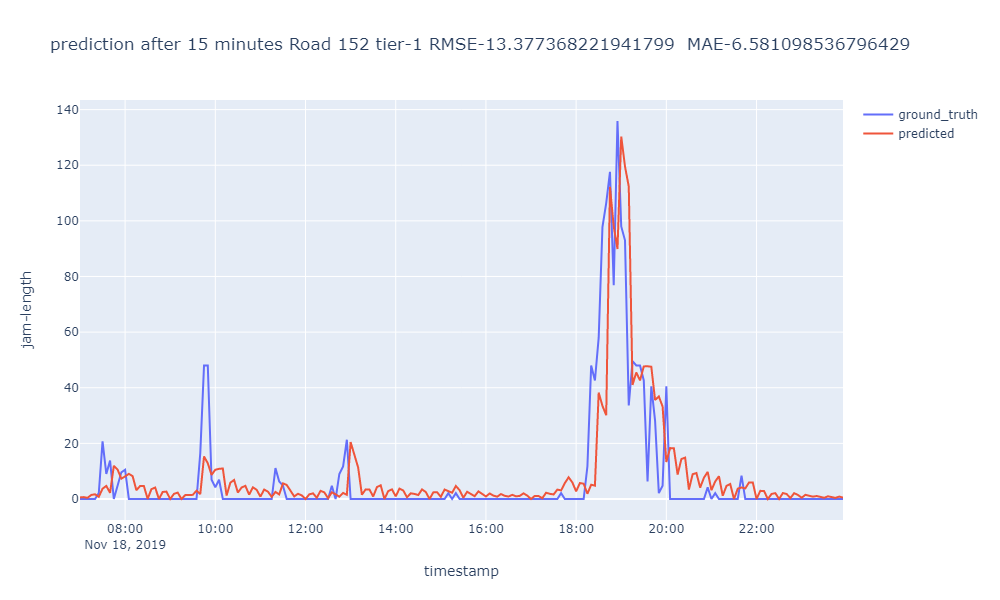 prediction after 15 minutes Road 152 tier-1 RMSE-13.377368221941799  MAE-6.581098536796429
ground_truth
predicted
140
120
100
80
60
40
20
0
jam-length
08:00 10:00 12:00 14:00 16:00 18:00 20:00 22:00
Nov 18, 2019
timestamp